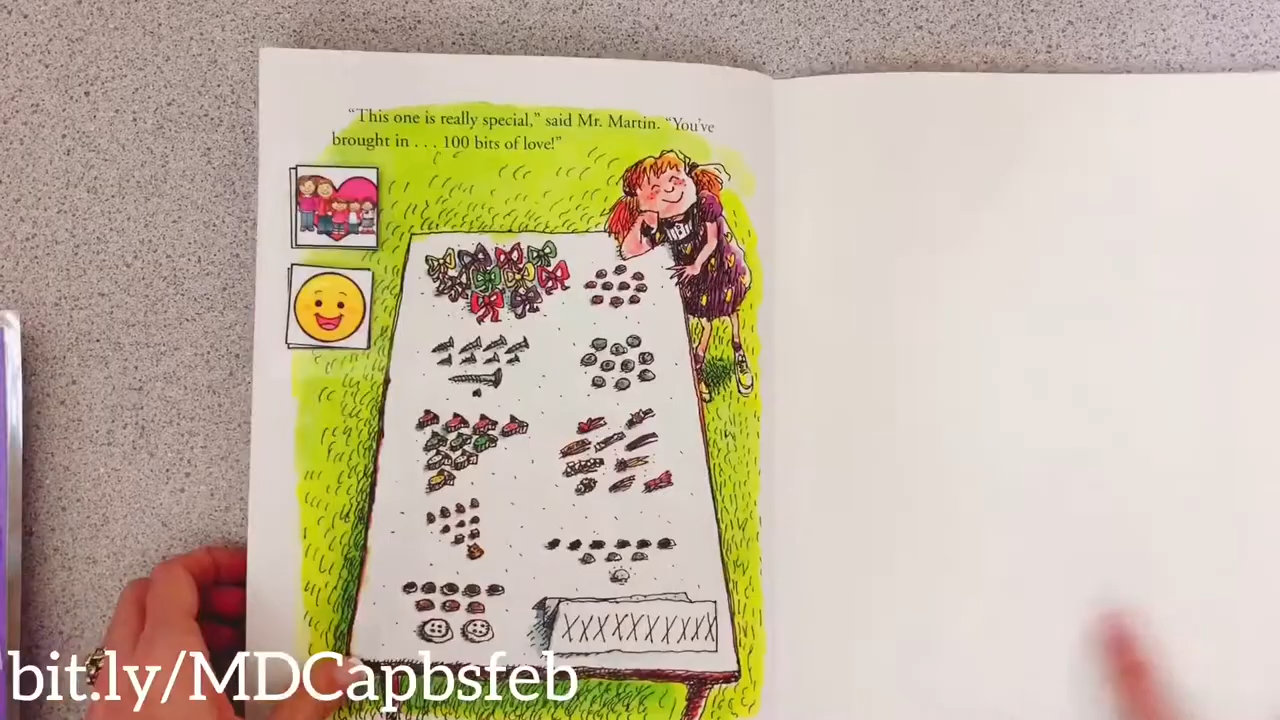 “This one is really special,” said Mr. Martin. “You’ve
brought in . . . 100 bits of love!”
XXXXXXXXXX
bit.ly/MDCapbsfeb